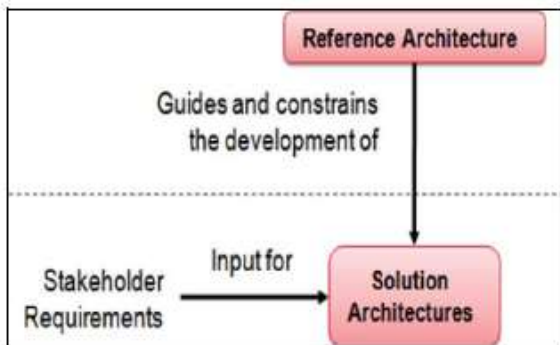 Reference Architecture
Guides and constrains
the development of
Input for
Stakeholder
Requirements
Solution
Architectures